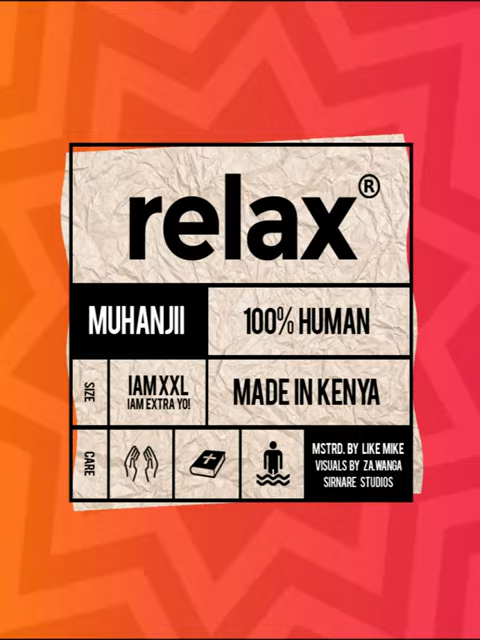 relax®
MUHANJII
100% HUMAN
SIZE
IAM XXL
IAM EXTRA YO!
MADE IN KENYA
CARE
MSTRD. BY LIKE MIKE
VISUALS BY ZA.WANGA
SIRNARE STUDIOS